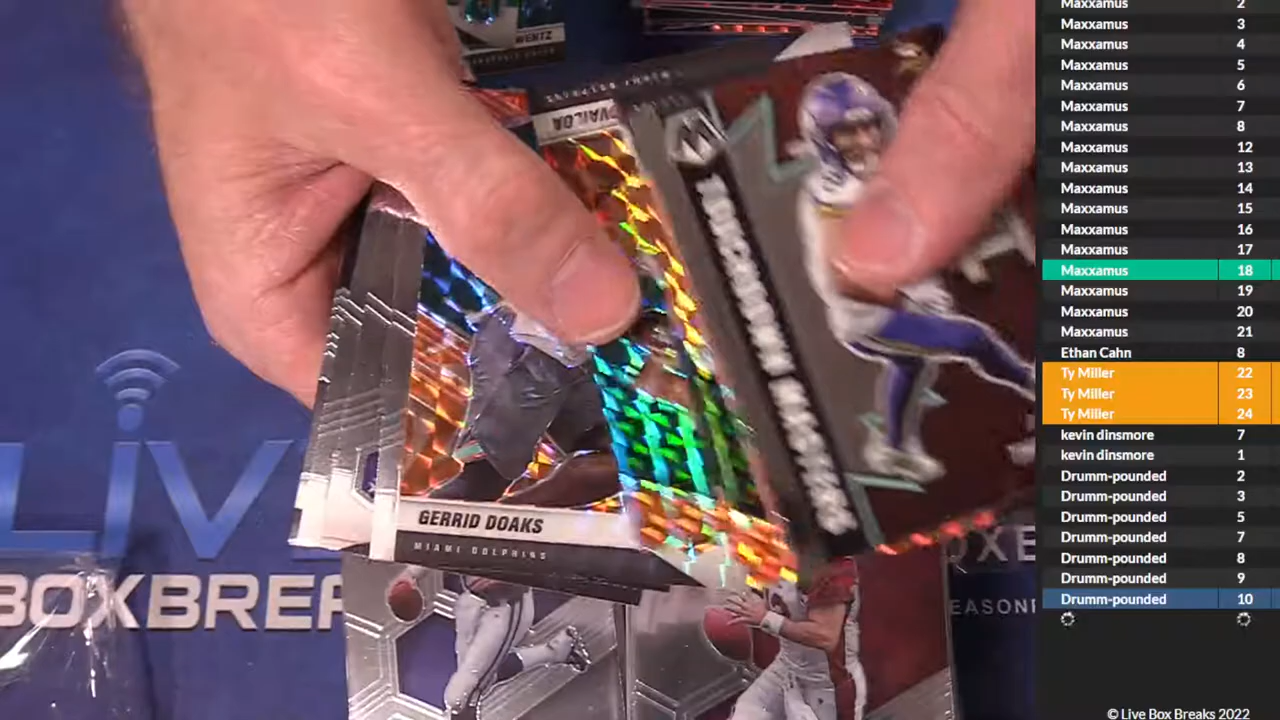 WENTZ
VAILOA
GERRID DOAKS
MIAMI DOLPHINS
LIV
BOXBREA
OXE
EASON
Maxxamus 2
Maxxamus 3
Maxxamus 4
Maxxamus 5
Maxxamus 6
Maxxamus 7
Maxxamus 8
Maxxamus 12
Maxxamus 13
Maxxamus 14
Maxxamus 15
Maxxamus 16
Maxxamus 17
Maxxamus 18
Maxxamus 19
Maxxamus 20
Maxxamus 21
Ethan Cahn 8
Ty Miller 22
Ty Miller 23
Ty Miller 24
kevin dinsmore 7
kevin dinsmore 1
Drumm-pounded 2
Drumm-pounded 3
Drumm-pounded 5
Drumm-pounded 7
Drumm-pounded 8
Drumm-pounded 9
Drumm-pounded 10
© Live Box Breaks 2022